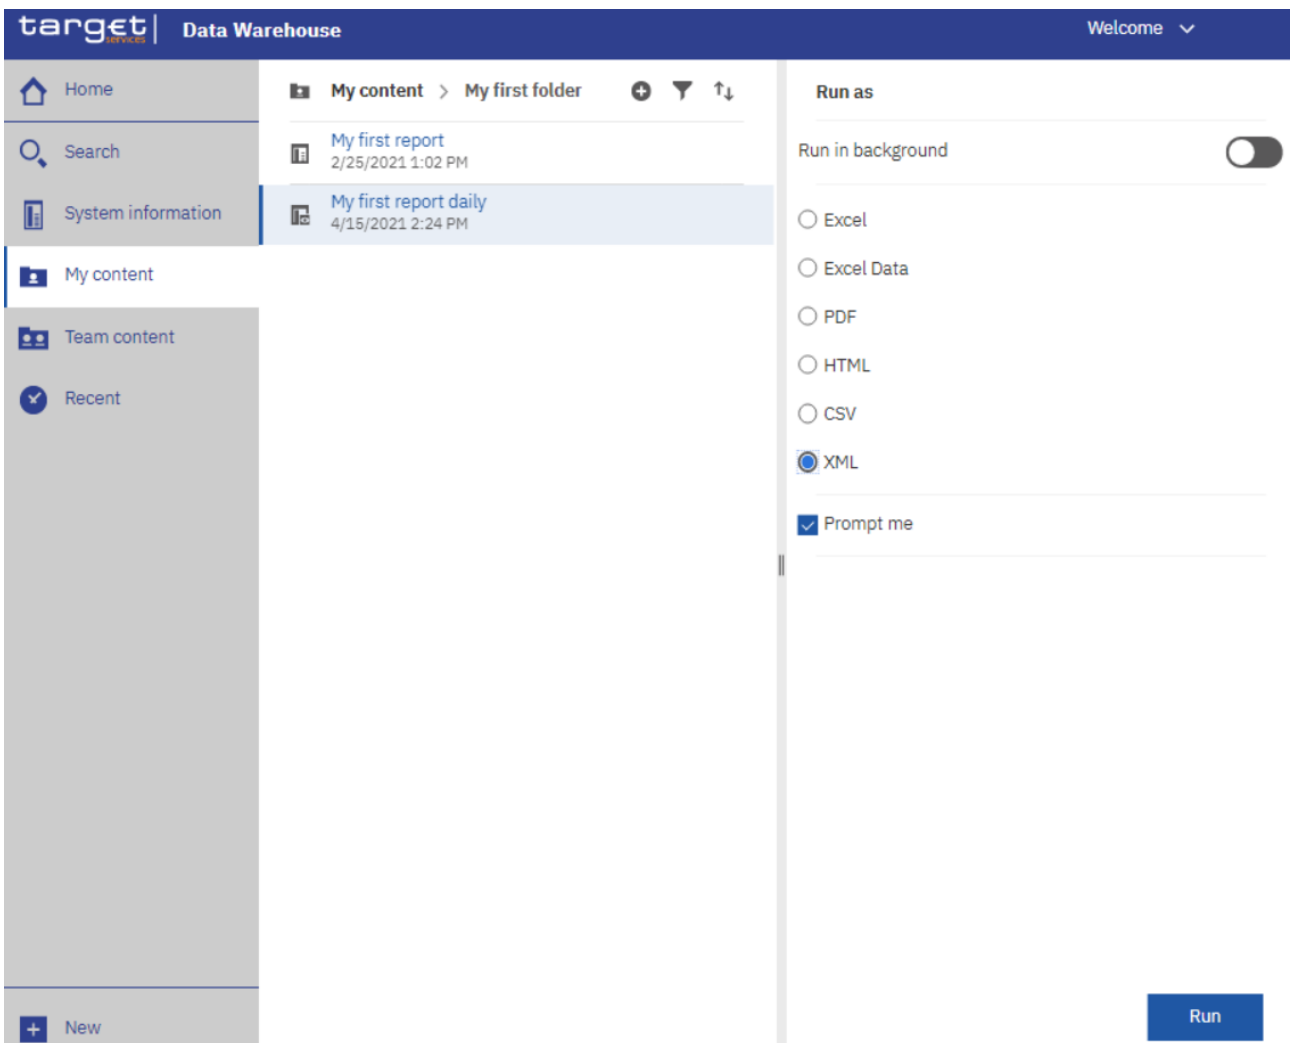 target services | Data Warehouse
Welcome
Home
Search
System information
My content
Team content
Recent
New
My content > My first folder
My first report
2/25/2021 1:02 PM
My first report daily
4/15/2021 2:24 PM
Run as
Run in background
Excel
Excel Data
PDF
HTML
CSV
XML
Prompt me
Run